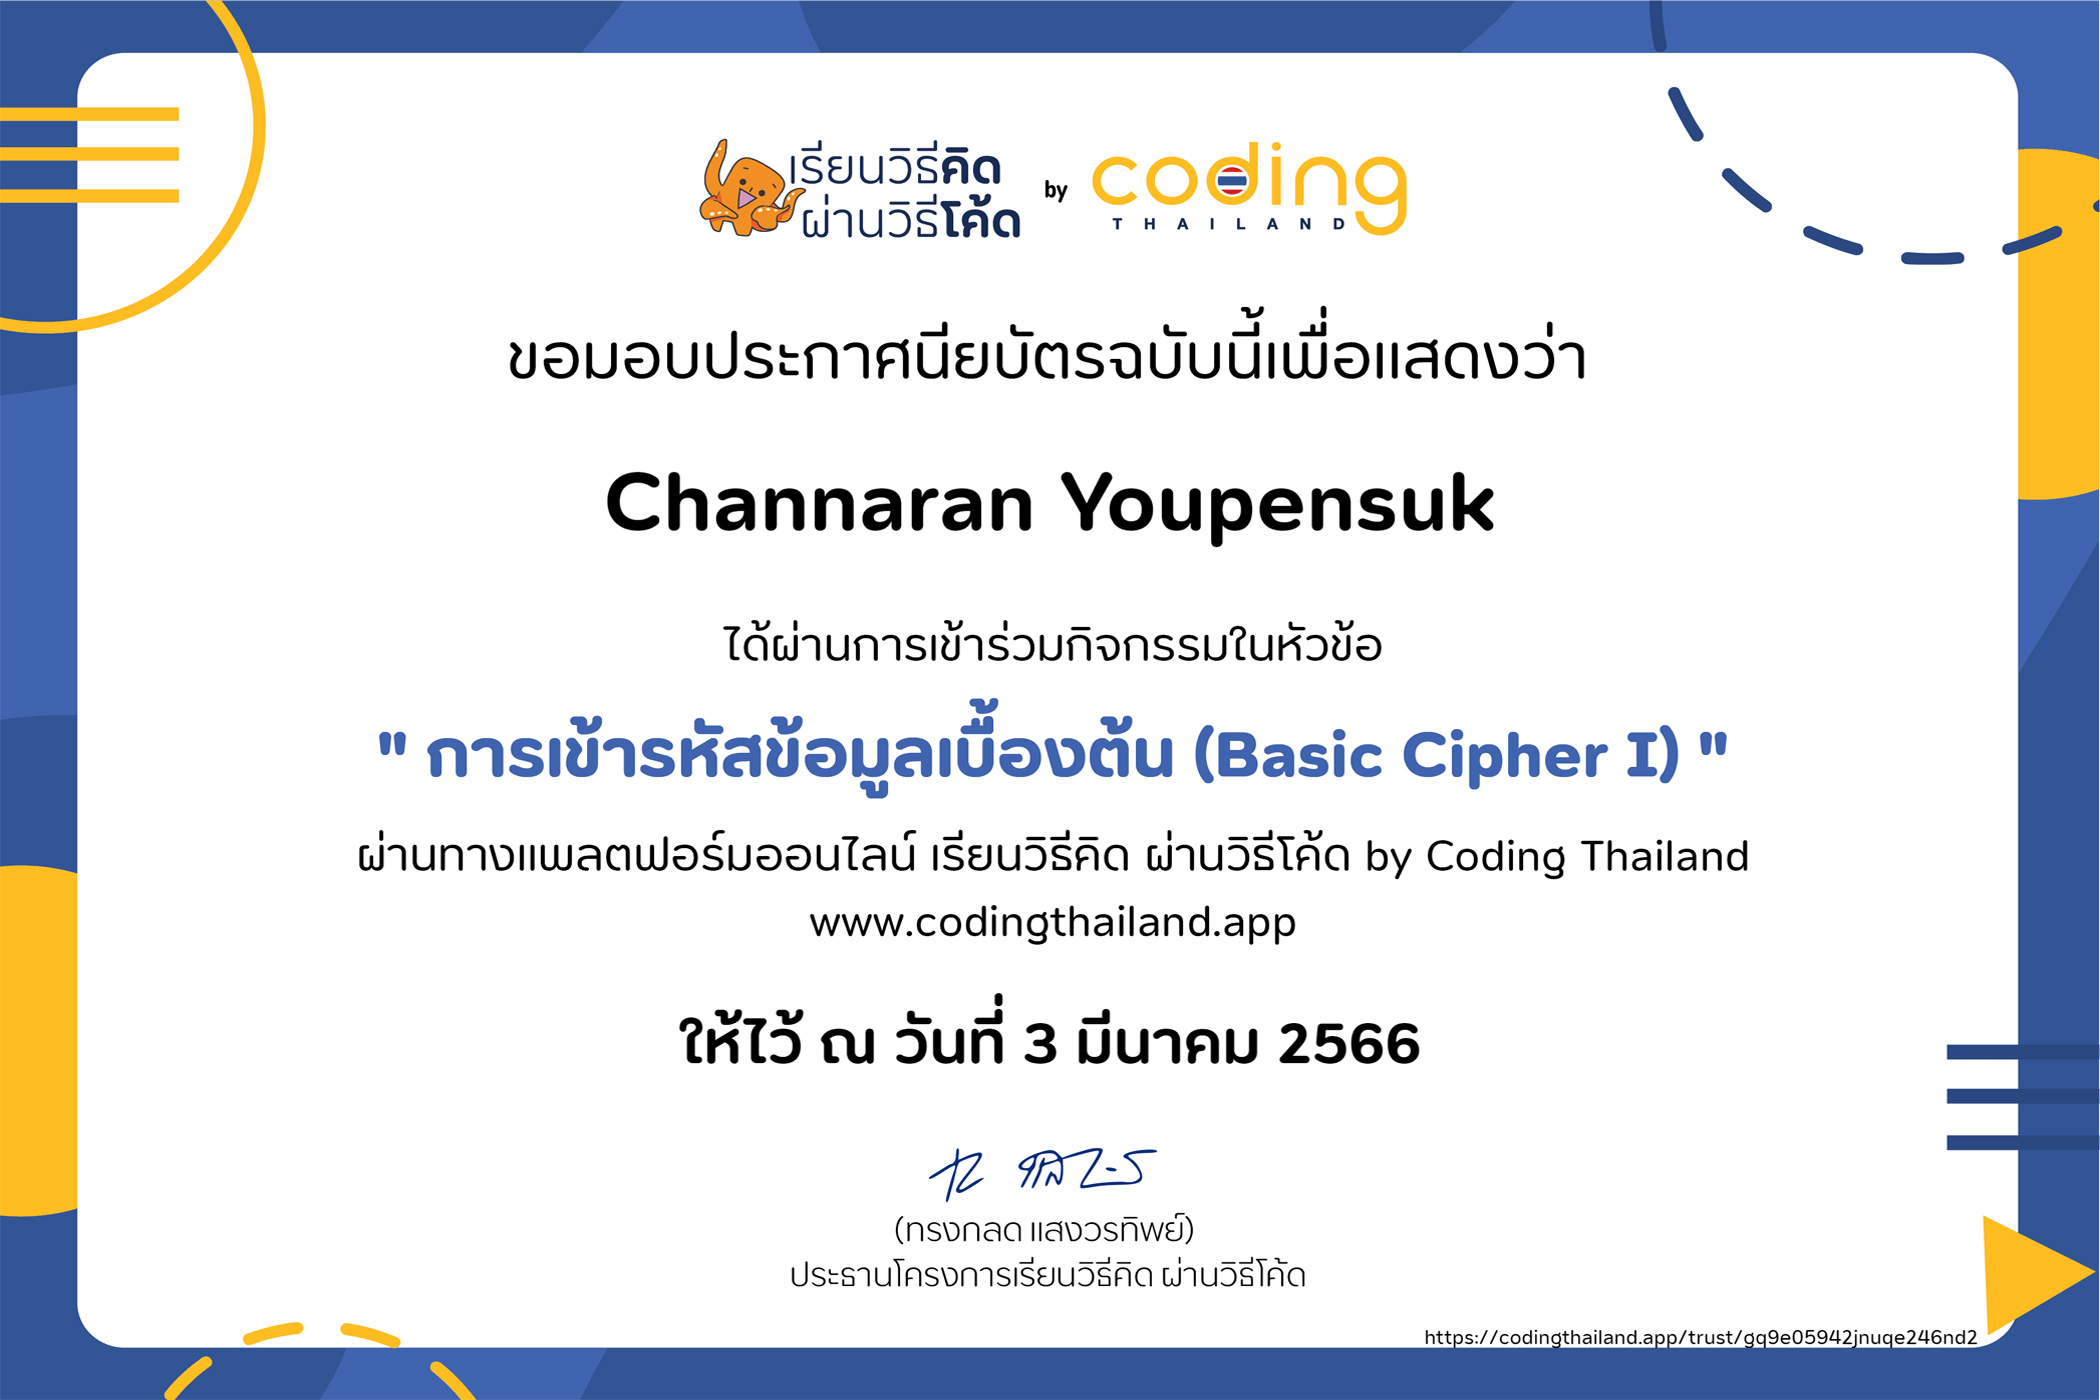 เรียนวิธีคิด
ผ่านวิธีโค้ด
by
coding
THAILAND
ขอมอบประกาศนียบัตรฉบับนี้เพื่อแสดงว่า
Channaran Youpensuk
ได้ผ่านการเข้าร่วมกิจกรรมในหัวข้อ
" การเข้ารหัสข้อมูลเบื้องต้น (Basic Cipher I) "
ผ่านทางแพลตฟอร์มออนไลน์ เรียนวิธีคิด ผ่านวิธีโค้ด by Coding Thailand
www.codingthailand.app
ให้ไว้ ณ วันที่ 3 มีนาคม 2566
(ทรงกลด แสงวรทิพย์)
ประธานโครงการเรียนวิธีคิด ผ่านวิธีโค้ด
https://codingthailand.app/trust/gq9e05942jnuqe246nd2